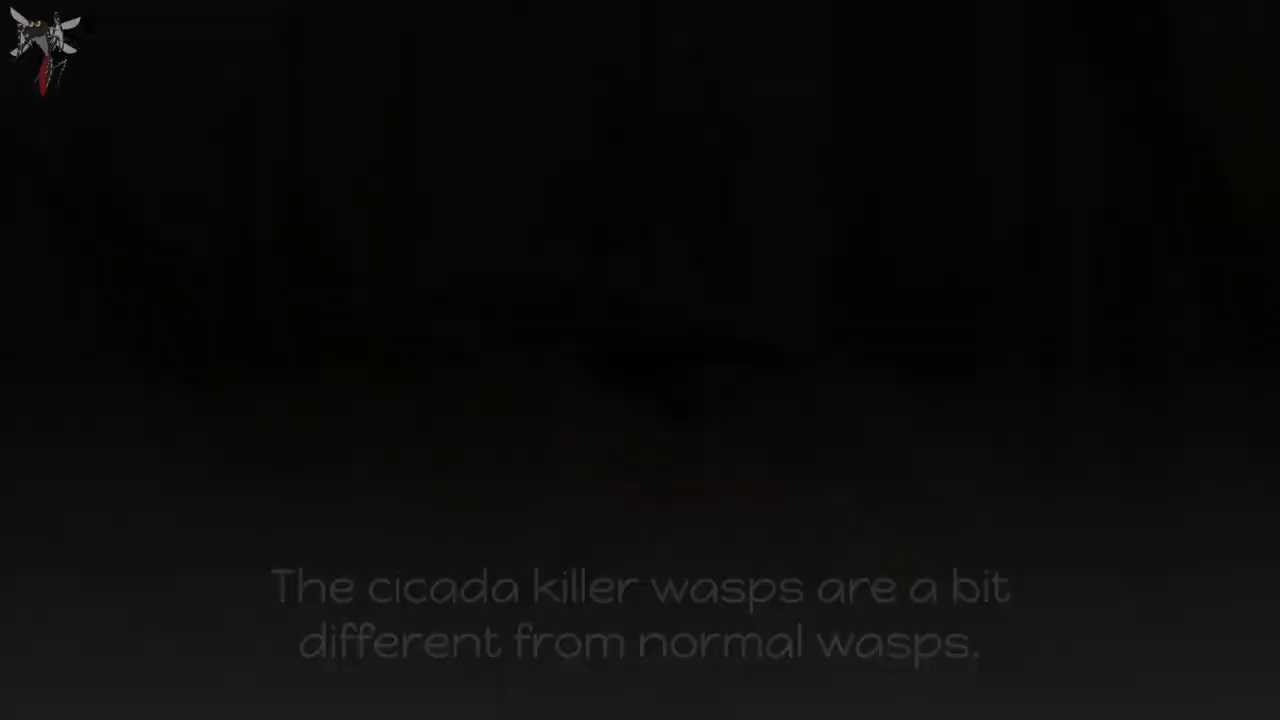 The cicada killer wasps are a bit
different from normal wasps.